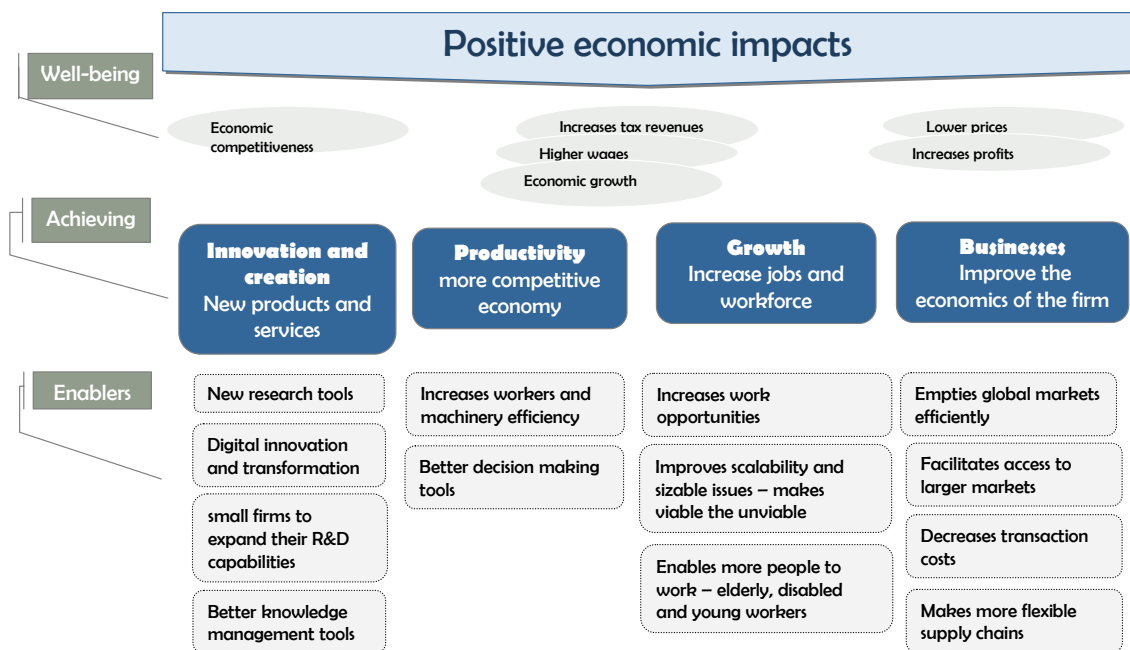 Positive economic impacts
Well-being
Economic
competitiveness
Increases tax revenues
Higher wages
Economic growth
Lower prices
Increases profits
Achieving
Innovation and
creation
New products and
services
Productivity
more competitive
economy
Growth
Increase jobs and
workforce
Businesses
Improve the
economics of the firm
Enablers
New research tools
Digital innovation
and transformation
small firms to
expand their R&D
capabilities
Better knowledge
management tools
Increases workers and
machinery efficiency
Better decision making
tools
Increases work
opportunities
Improves scalability and
sizable issues – makes
viable the unviable
Enables more people to
work – elderly, disabled
and young workers
Empties global markets
efficiently
Facilitates access to
larger markets
Decreases transaction
costs
Makes more flexible
supply chains